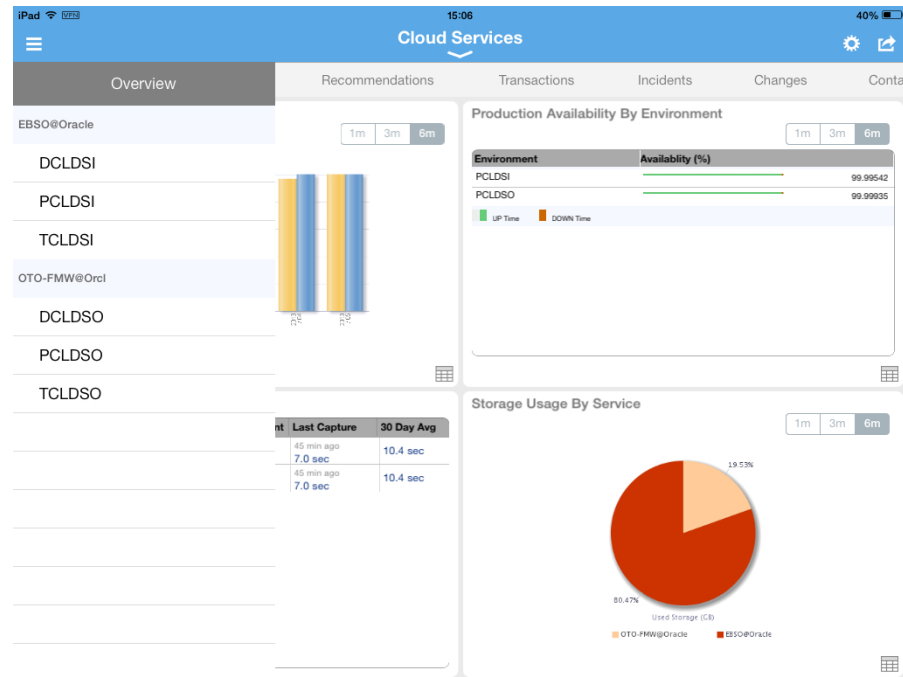 iPad VPN 15:06 40%
Cloud Services
Overview
Recommendations Transactions Incidents Changes Conta
EBSO@Oracle
DCLDSI
PCLDSI
TCLDSI
OTO-FMW@Orcl
DCLDSO
PCLDSO
TCLDSO
1m 3m 6m
Production Availability By Environment
1m 3m 6m
Environment Availablity (%)
PCLDSI 99.99542
PCLDSO 99.99935
UP Time DOWN Time
nt Last Capture 30 Day Avg
45 min ago
7.0 sec 10.4 sec
45 min ago
7.0 sec 10.4 sec
Storage Usage By Service
1m 3m 6m
19.53%
80.47%
Used Storage (GB)
OTO-FMW@Oracle EBSO@Oracle